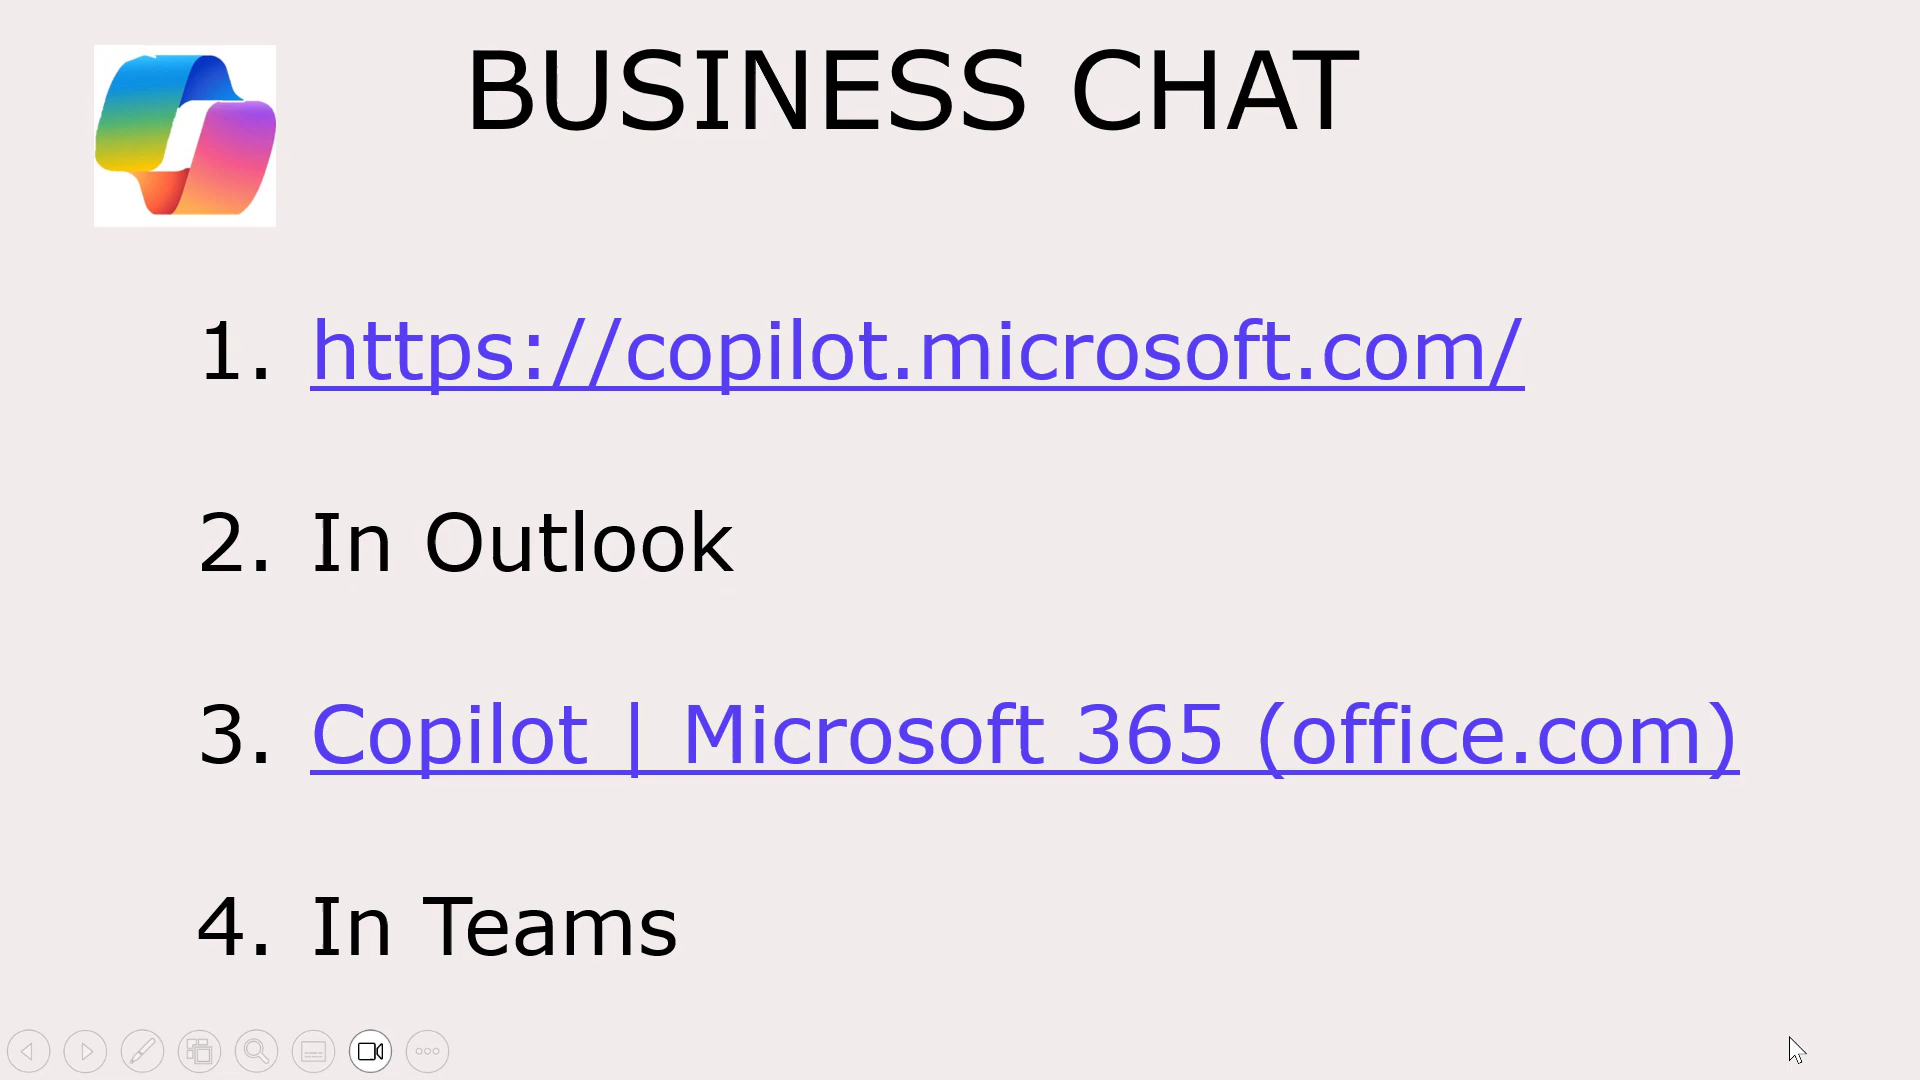 BUSINESS CHAT
1. https://copilot.microsoft.com/
2. In Outlook
3. Copilot | Microsoft 365 (office.com)
4. In Teams